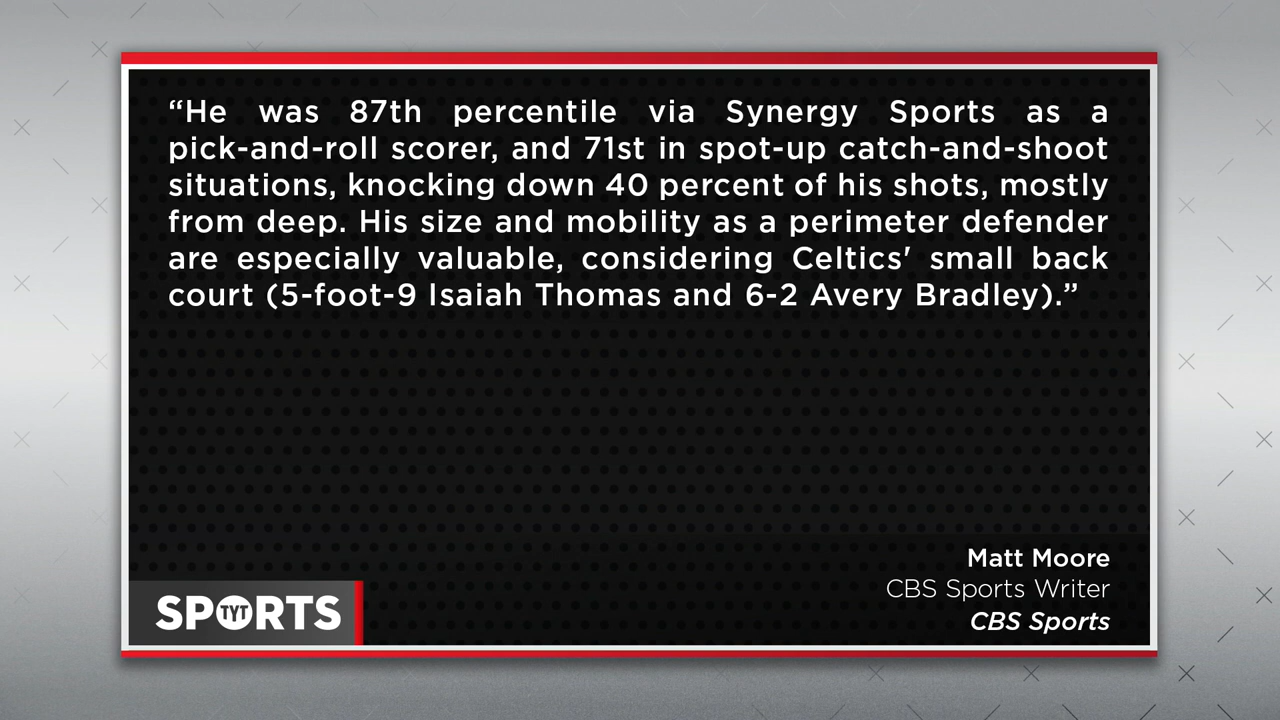 “He was 87th percentile via Synergy Sports as a
pick-and-roll scorer, and 71st in spot-up catch-and-shoot
situations, knocking down 40 percent of his shots, mostly
from deep. His size and mobility as a perimeter defender
are especially valuable, considering Celtics' small back
court (5-foot-9 Isaiah Thomas and 6-2 Avery Bradley).”
Matt Moore
CBS Sports Writer
CBS Sports
SPORTS
TYT